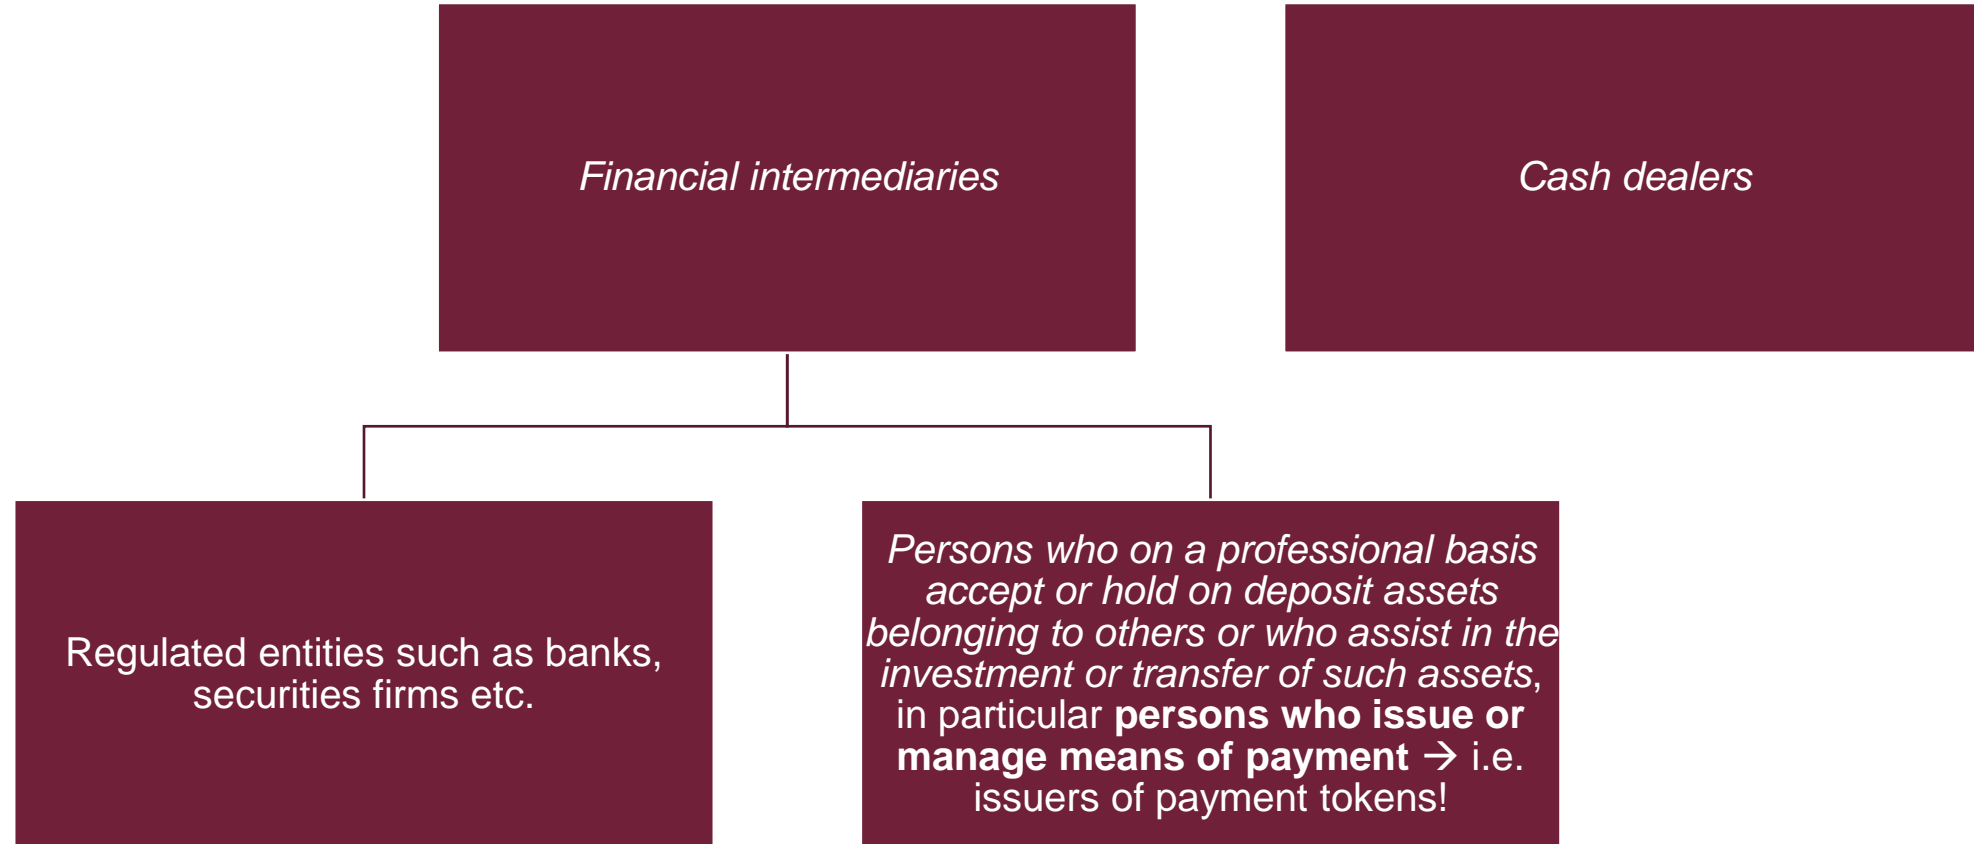 Financial intermediaries
Cash dealers
Regulated entities such as banks,
securities firms etc.
Persons who on a professional basis
accept or hold on deposit assets
belonging to others or who assist in the
investment or transfer of such assets,
in particular persons who issue or
manage means of payment → i.e.
issuers of payment tokens!